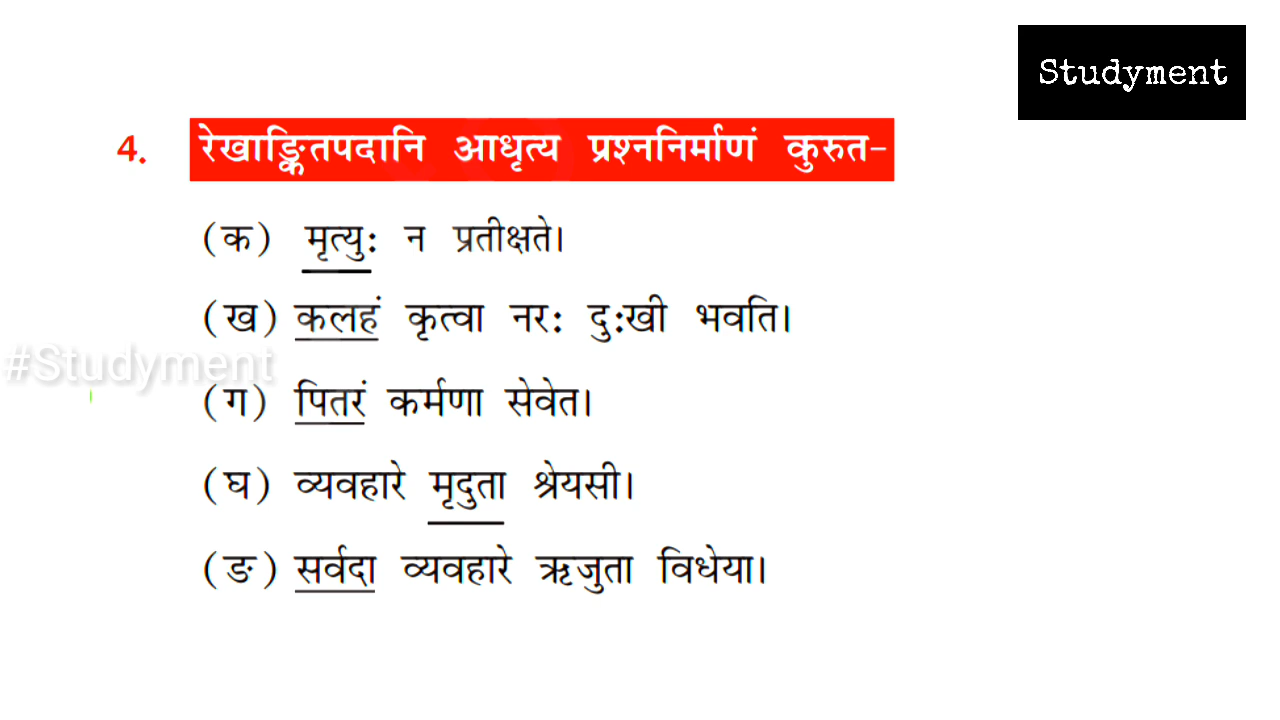 Studyment
4. रेखाङ्कितपदानि आधृत्य प्रश्ननिर्माणं कुरुत-
(क) मृत्युः न प्रतीक्षते।
(ख) कलहं कृत्वा नरः दुःखी भवति।
#Studyment
(ग) पितरं कर्मणा सेवेत।
(घ) व्यवहारे मृदुता श्रेयसी।
(ङ) सर्वदा व्यवहारे ऋजुता विधेया।